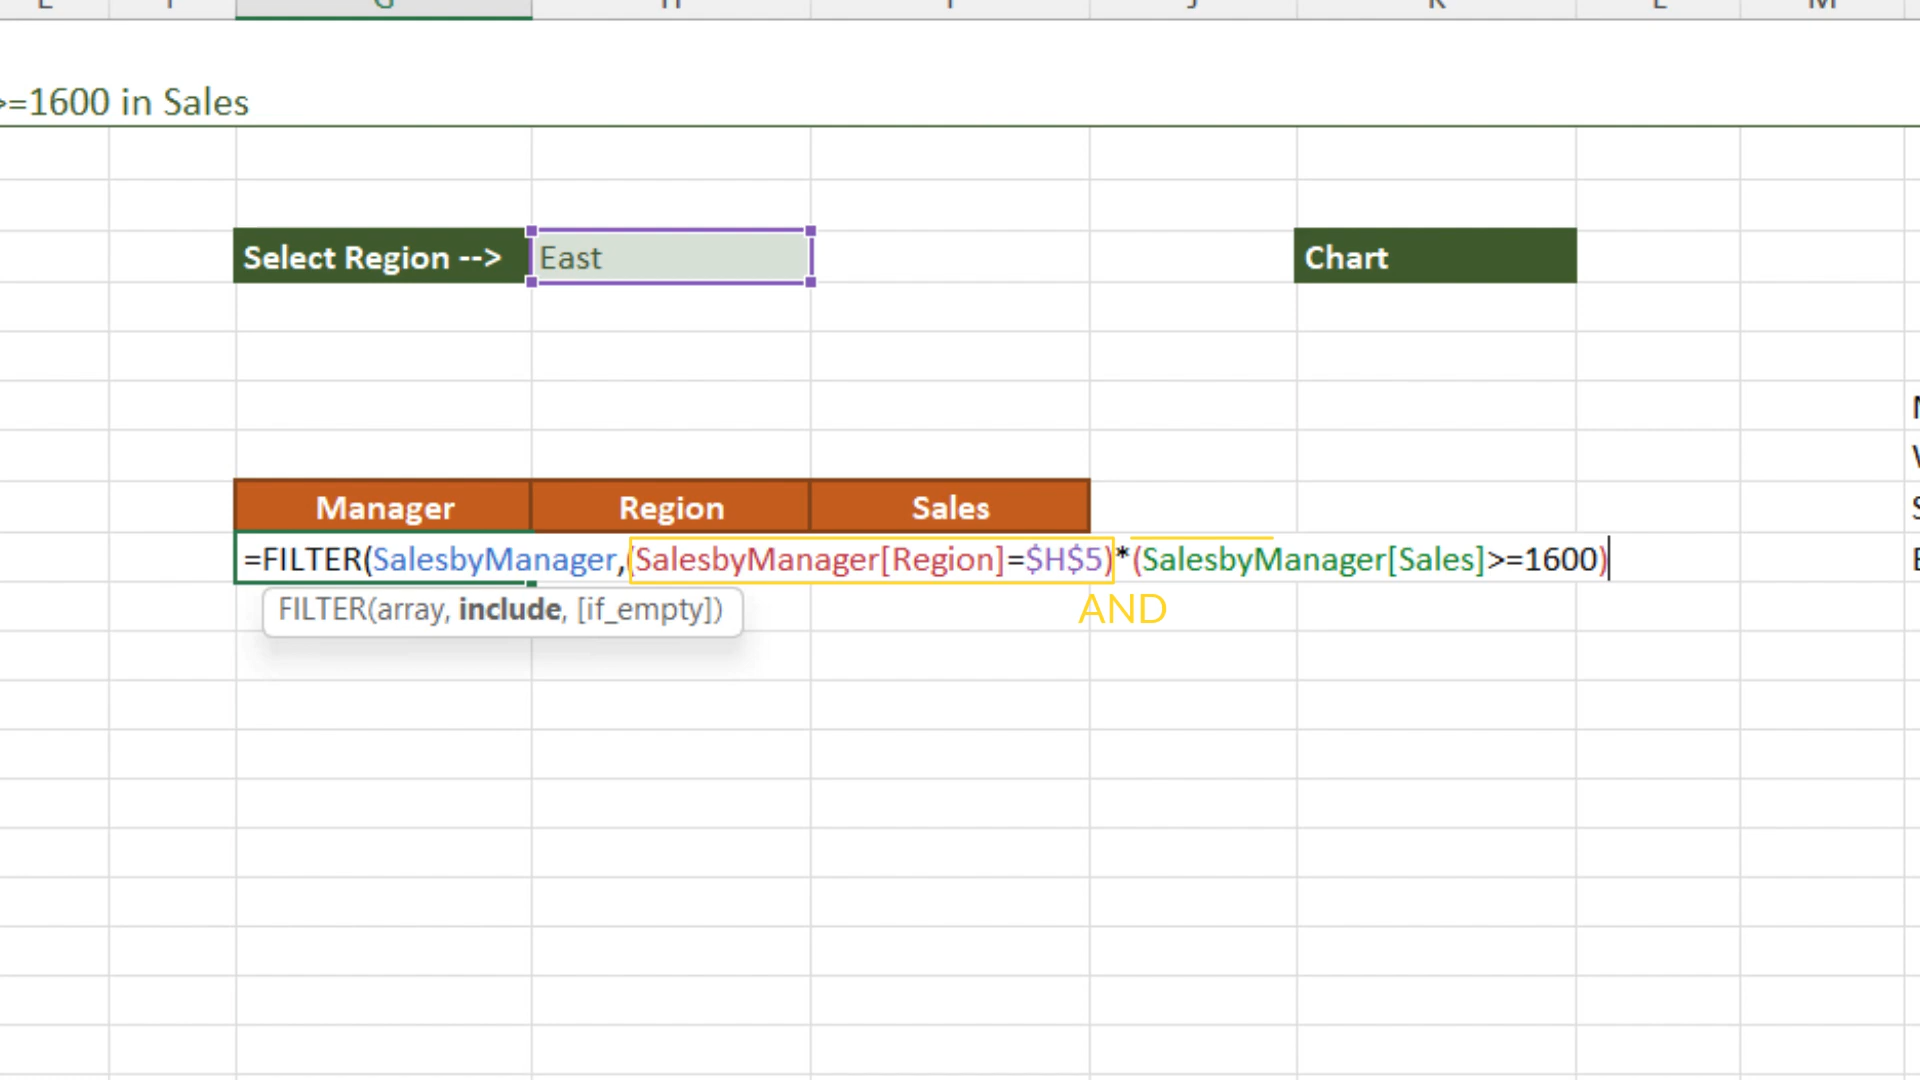 >=1600 in Sales
Select Region --> East
Chart
Manager Region Sales
=FILTER(SalesbyManager,(SalesbyManager[Region]=$H$5)*(SalesbyManager[Sales]>=1600)
FILTER(array, include, [if_empty])
AND